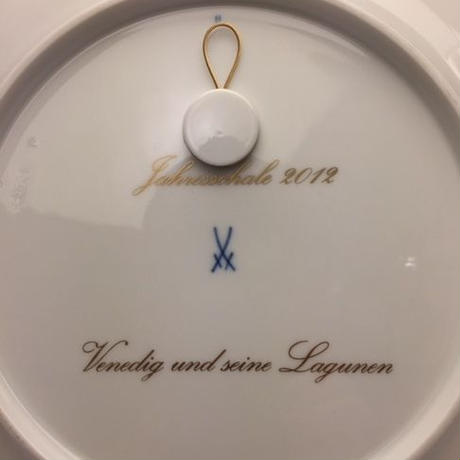 Jahresschale 2012
Venedig und seine Lagunen